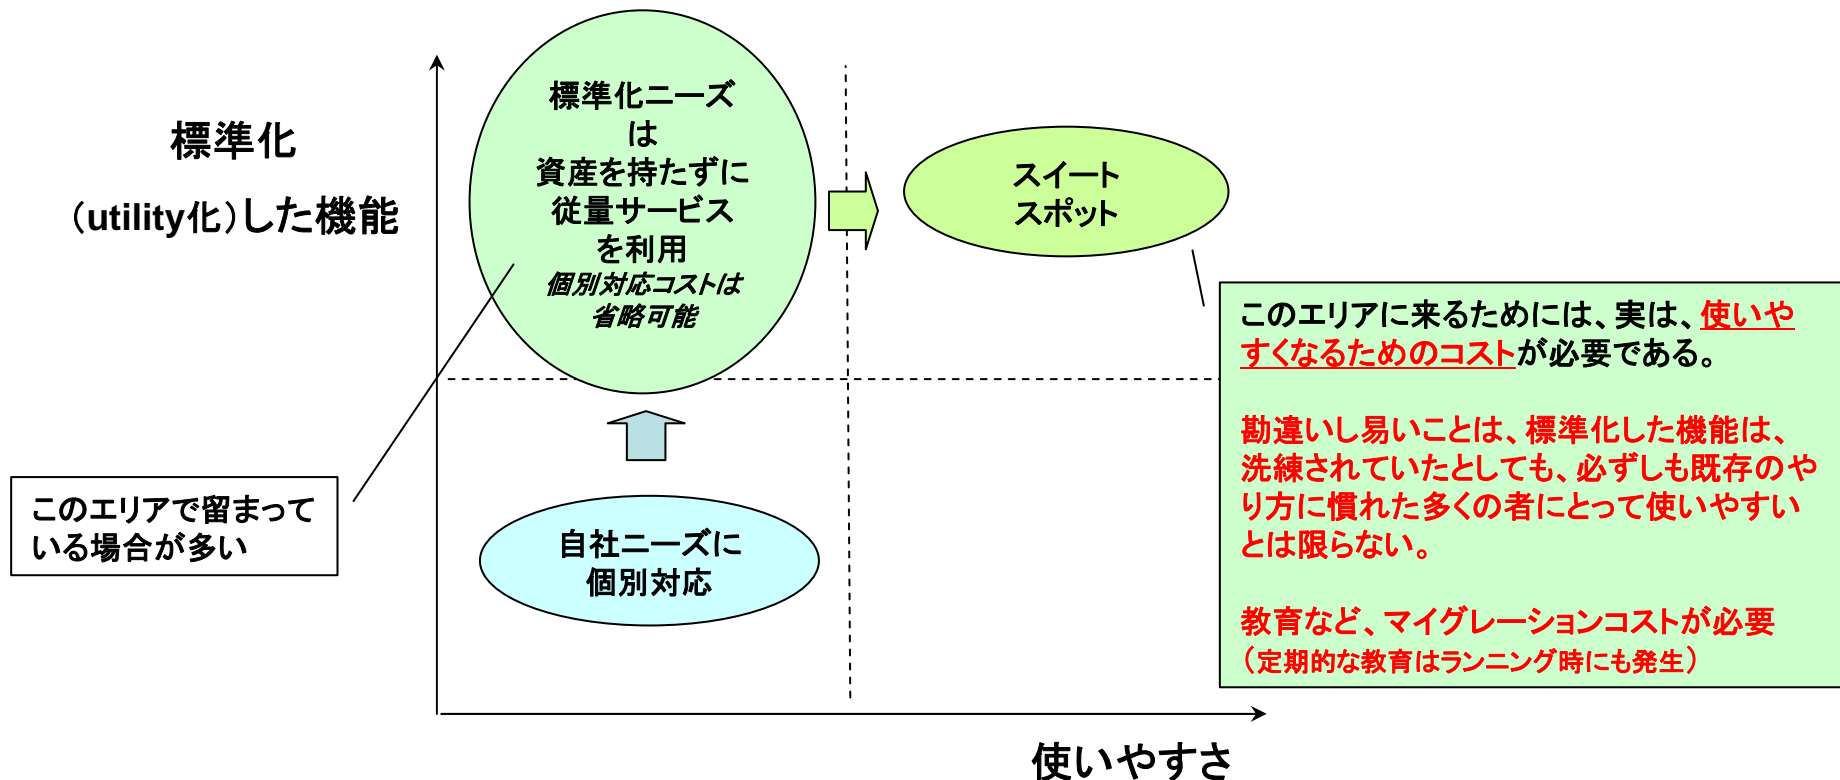 標準化
（utility化）した機能
標準化ニーズ
は
資産を持たずに
従量サービス
を利用
個別対応コストは
省略可能
スイート
スポット
このエリアに来るためには、実は、使いや
すくなるためのコストが必要である。
勘違いし易いことは、標準化した機能は、
洗練されていたとしても、必ずしも既存のや
り方に慣れた多くの者にとって使いやすい
とは限らない。
教育など、マイグレーションコストが必要
（定期的な教育はランニング時にも発生）
このエリアで留まって
いる場合が多い
自社ニーズに
個別対応
使いやすさ